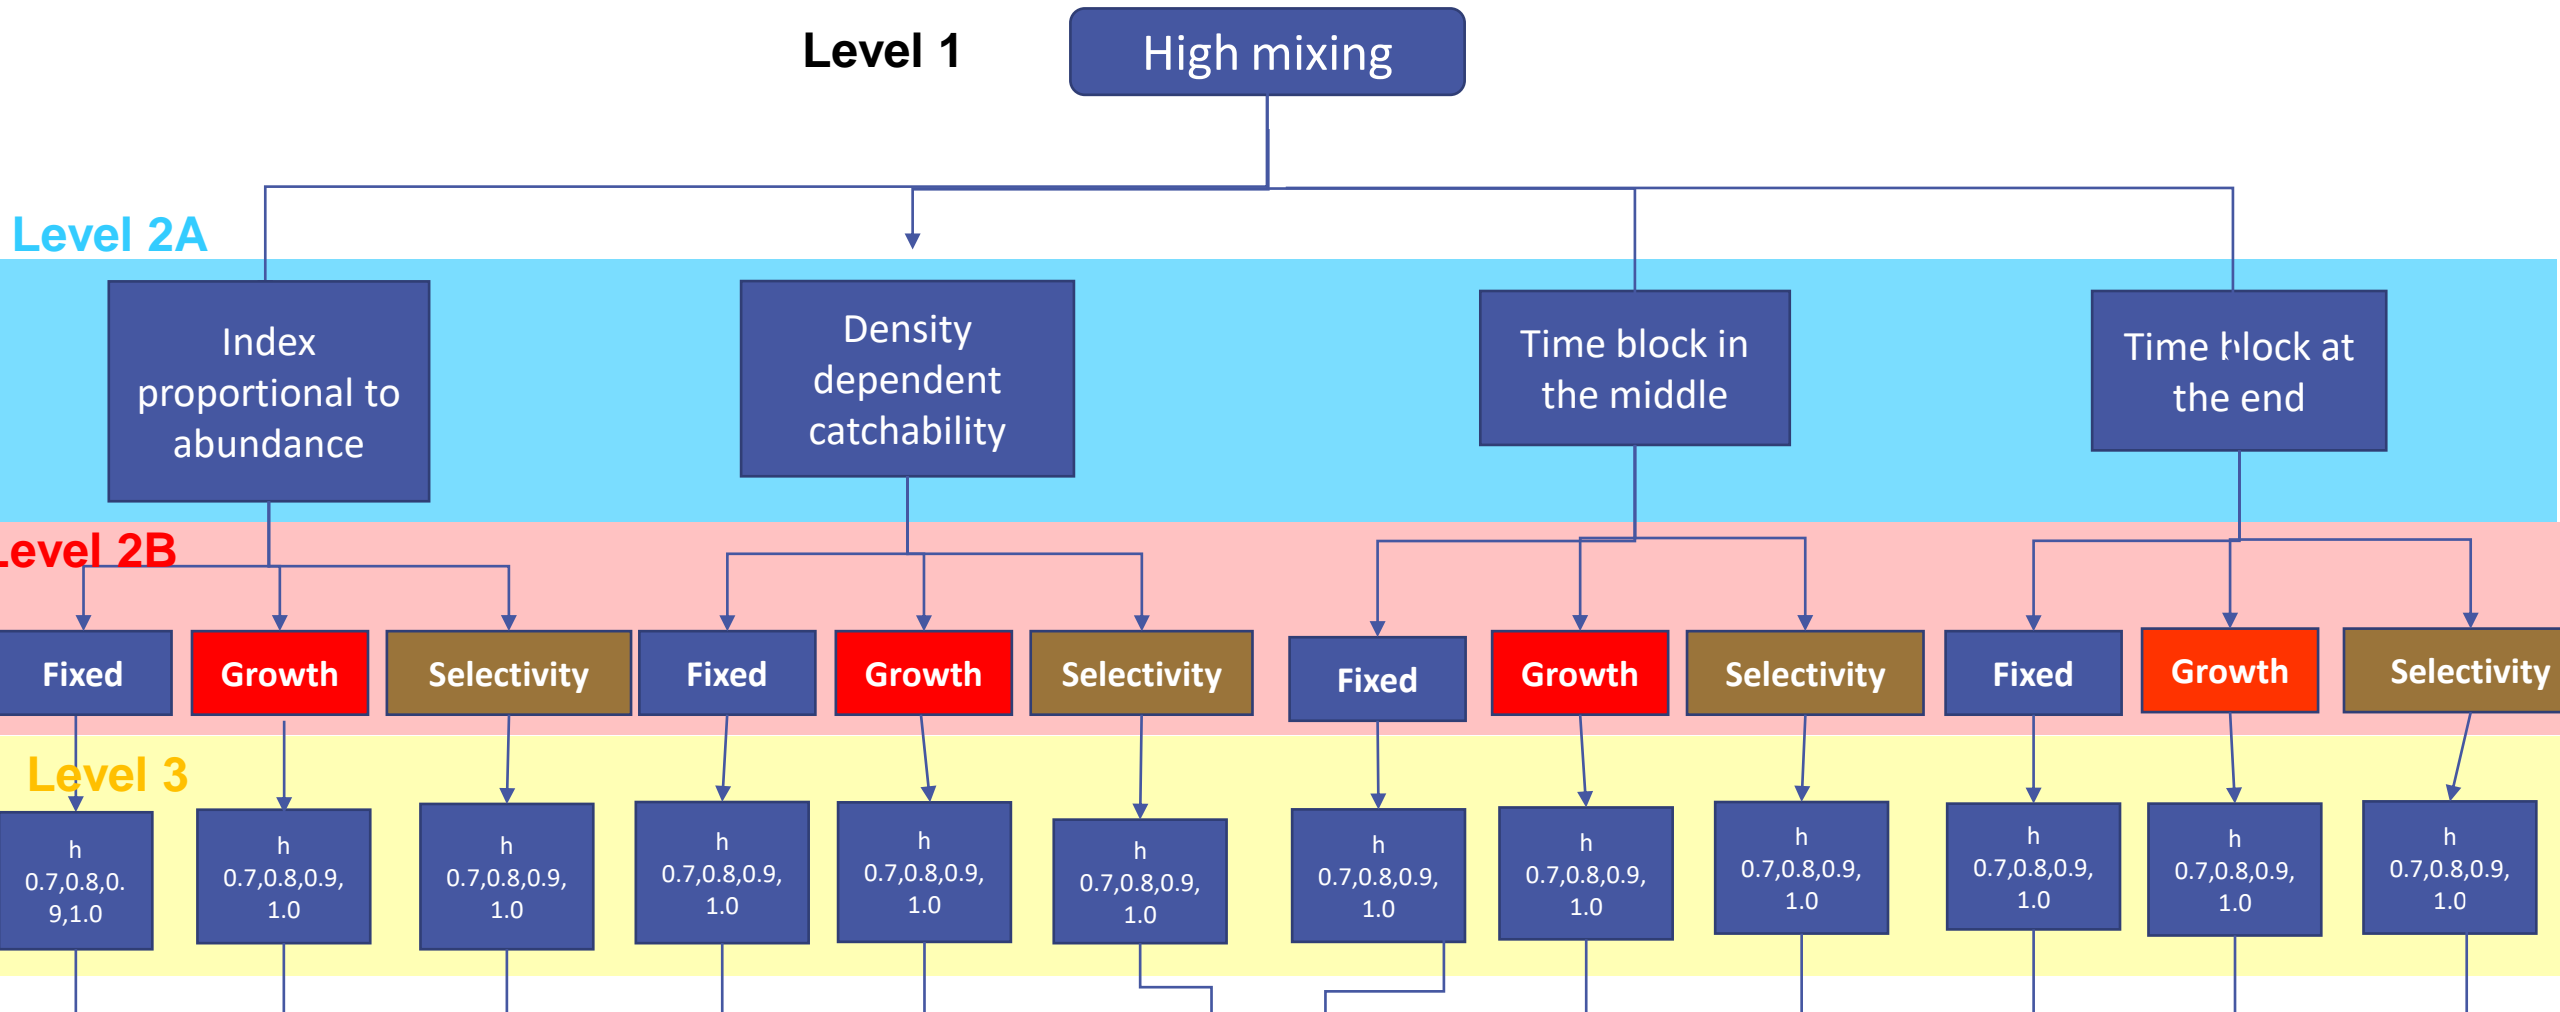 Level 1
High mixing
Level 2A
Index
proportional to
abundance
Density
dependent
catchability
Time block in
the middle
Time block at
the end
Level 2B
Fixed
Growth
Selectivity
Fixed
Growth
Selectivity
Fixed
Growth
Selectivity
Fixed
Growth
Selectivity
Level 3
h
0.7,0.8,0.
9,1.0
h
0.7,0.8,0.9,
1.0
h
0.7,0.8,0.9,
1.0
h
0.7,0.8,0.9,
1.0
h
0.7,0.8,0.9,
1.0
h
0.7,0.8,0.9,
1.0
h
0.7,0.8,0.9,
1.0
h
0.7,0.8,0.9,
1.0
h
0.7,0.8,0.9,
1.0
h
0.7,0.8,0.9,
1.0
h
0.7,0.8,0.9,
1.0
h
0.7,0.8,0.9,
1.0